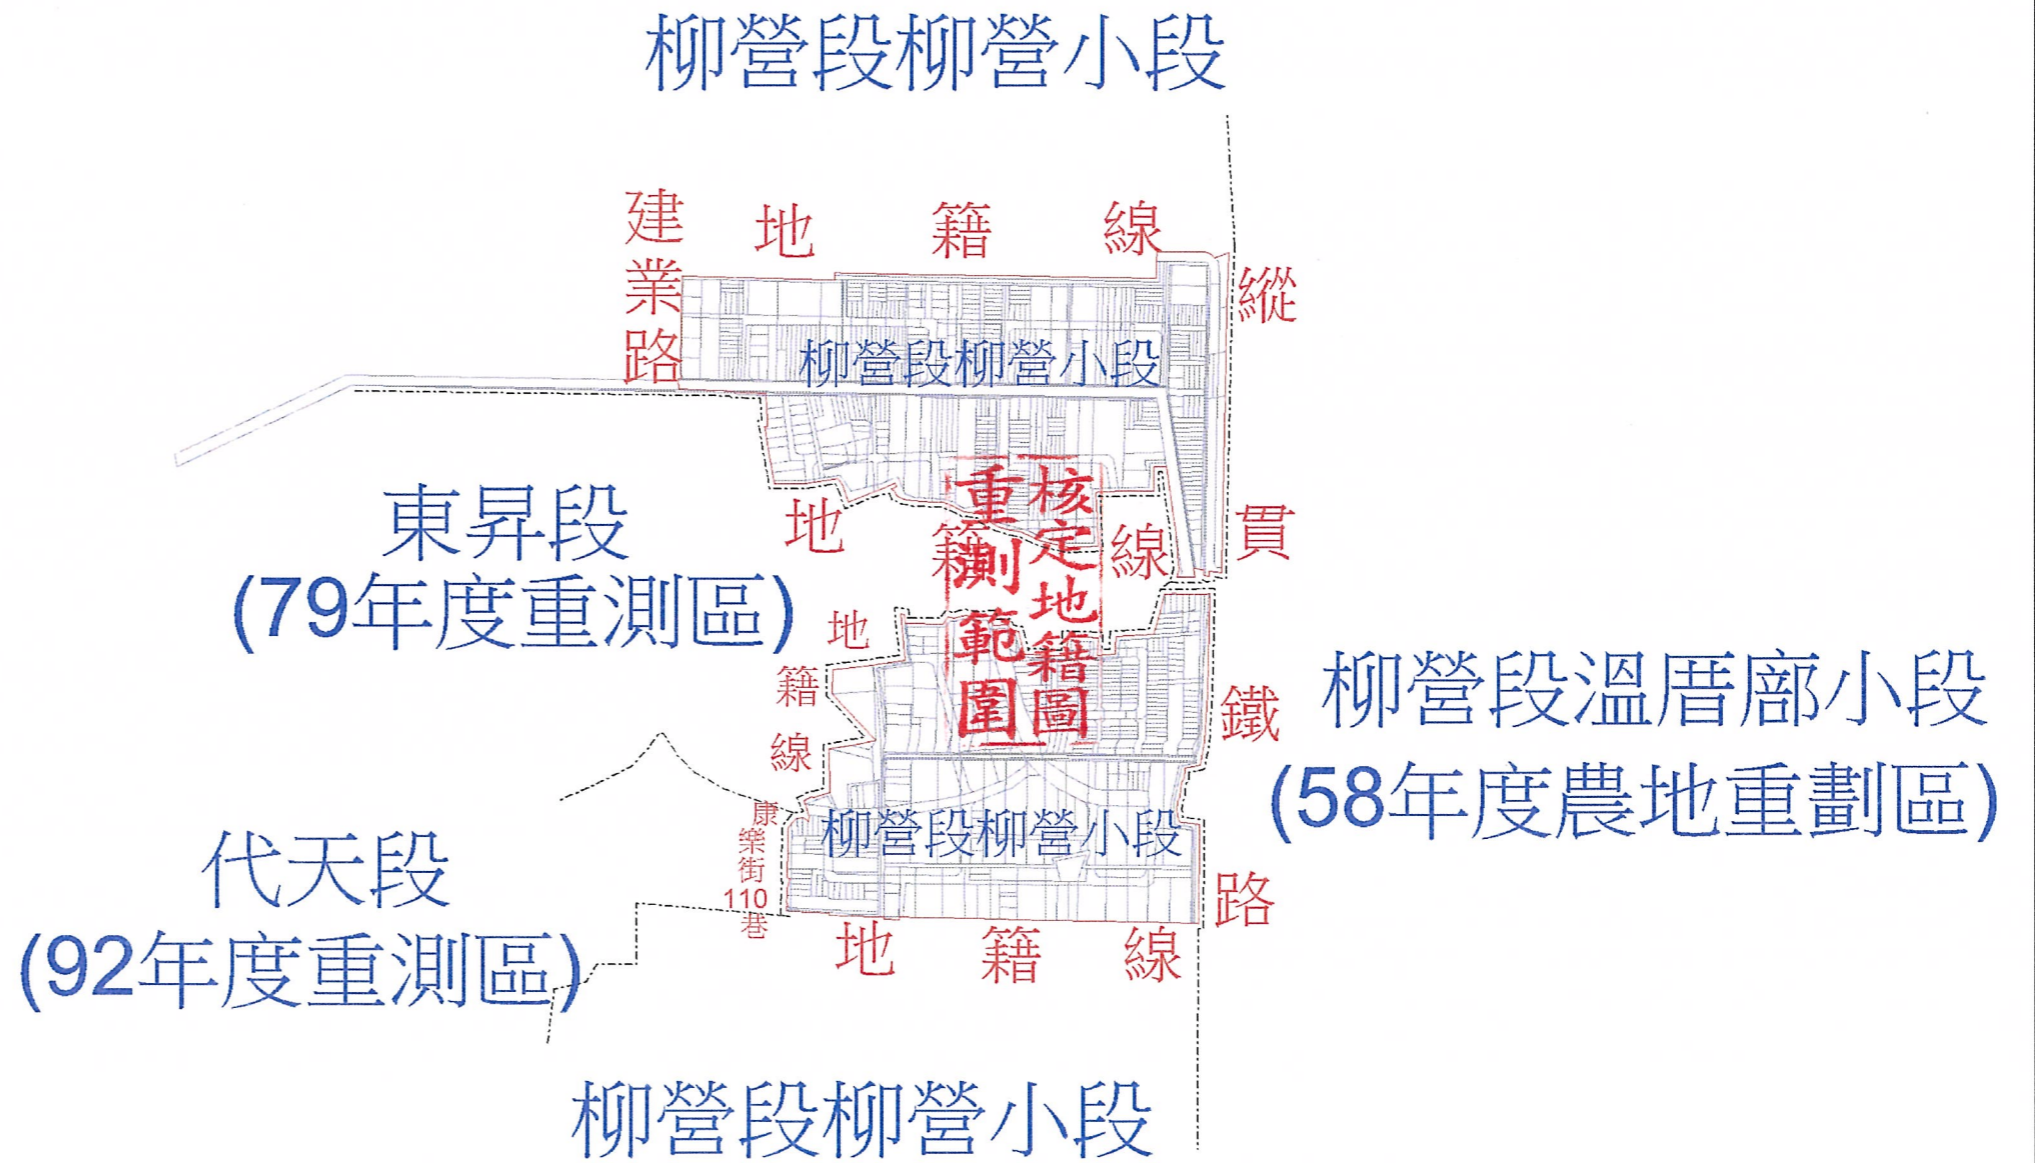 柳營段柳營小段
建業路
地籍線
縱貫鐵路
柳營段柳營小段
東昇段
(79年度重測區)
地籍線
核定地籍圖
重測範圍
地籍線
柳營段溫厝廍小段
(58年度農地重劃區)
康樂街110巷
柳營段柳營小段
代天段
(92年度重測區)
地籍線
柳營段柳營小段